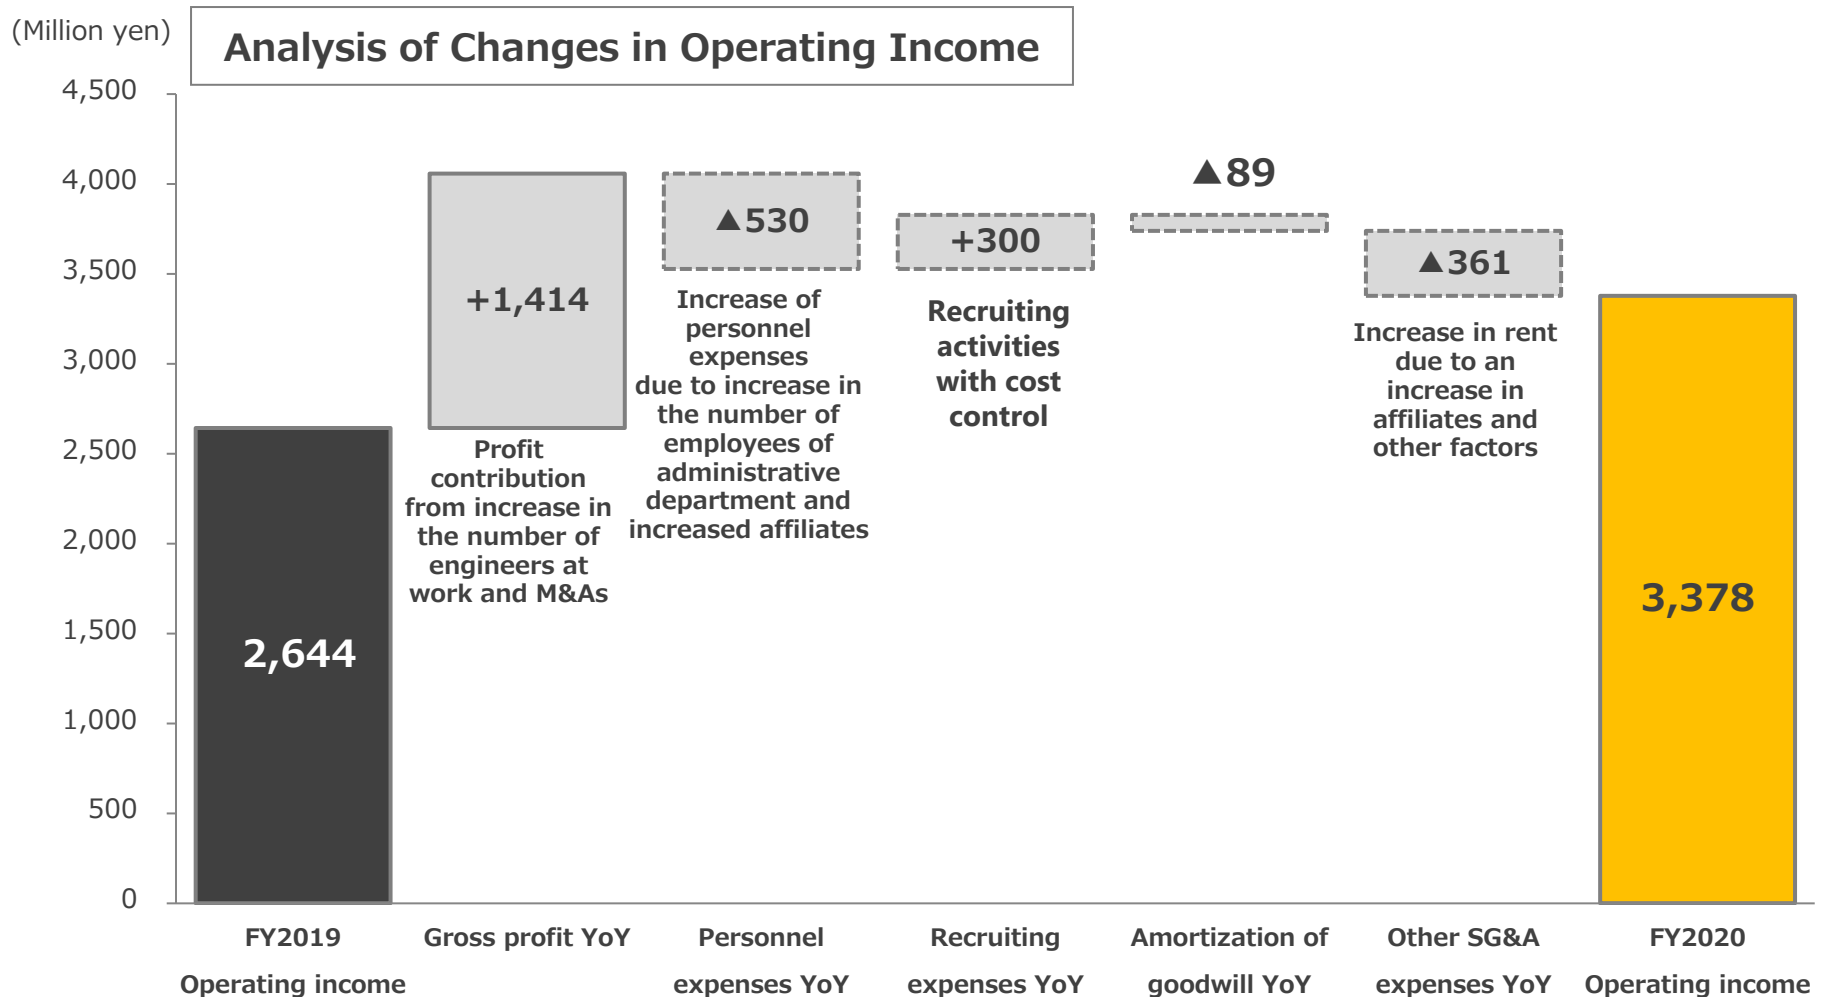 (Million yen)
Analysis of Changes in Operating Income
4,500
4,000
3,500
3,000
2,500
2,000
1,500
1,000
500
0
2,644
+1,414
Profit
contribution
from increase in
the number of
engineers at
work and M&As
▲530
Increase of
personnel
expenses
due to increase in
the number of
employees of
administrative
department and
increased affiliates
+300
Recruiting
activities
with cost
control
▲89
▲361
Increase in rent
due to an
increase in
affiliates and
other factors
3,378
FY2019
Operating income
Gross profit YoY
Personnel
expenses YoY
Recruiting
expenses YoY
Amortization of
goodwill YoY
Other SG&A
expenses YoY
FY2020
Operating income